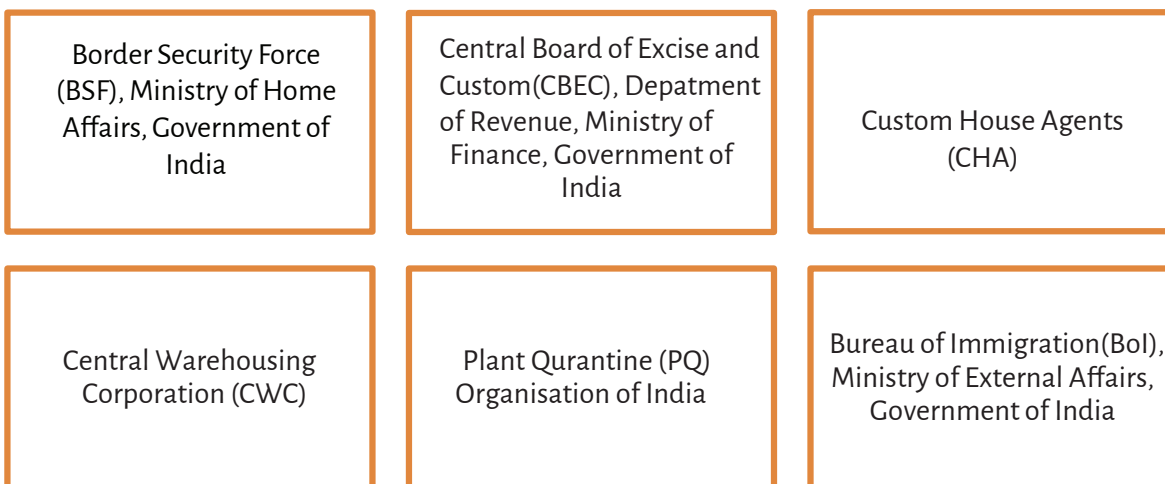 Border Security Force
(BSF), Ministry of Home
Affairs, Government of
India
Central Board of Excise and
Custom(CBEC), Depatment
of Revenue, Ministry of
Finance, Government of
India
Custom House Agents
(CHA)
Central Warehousing
Corporation (CWC)
Plant Qurantine (PQ)
Organisation of India
Bureau of Immigration(BoI),
Ministry of External Affairs,
Government of India